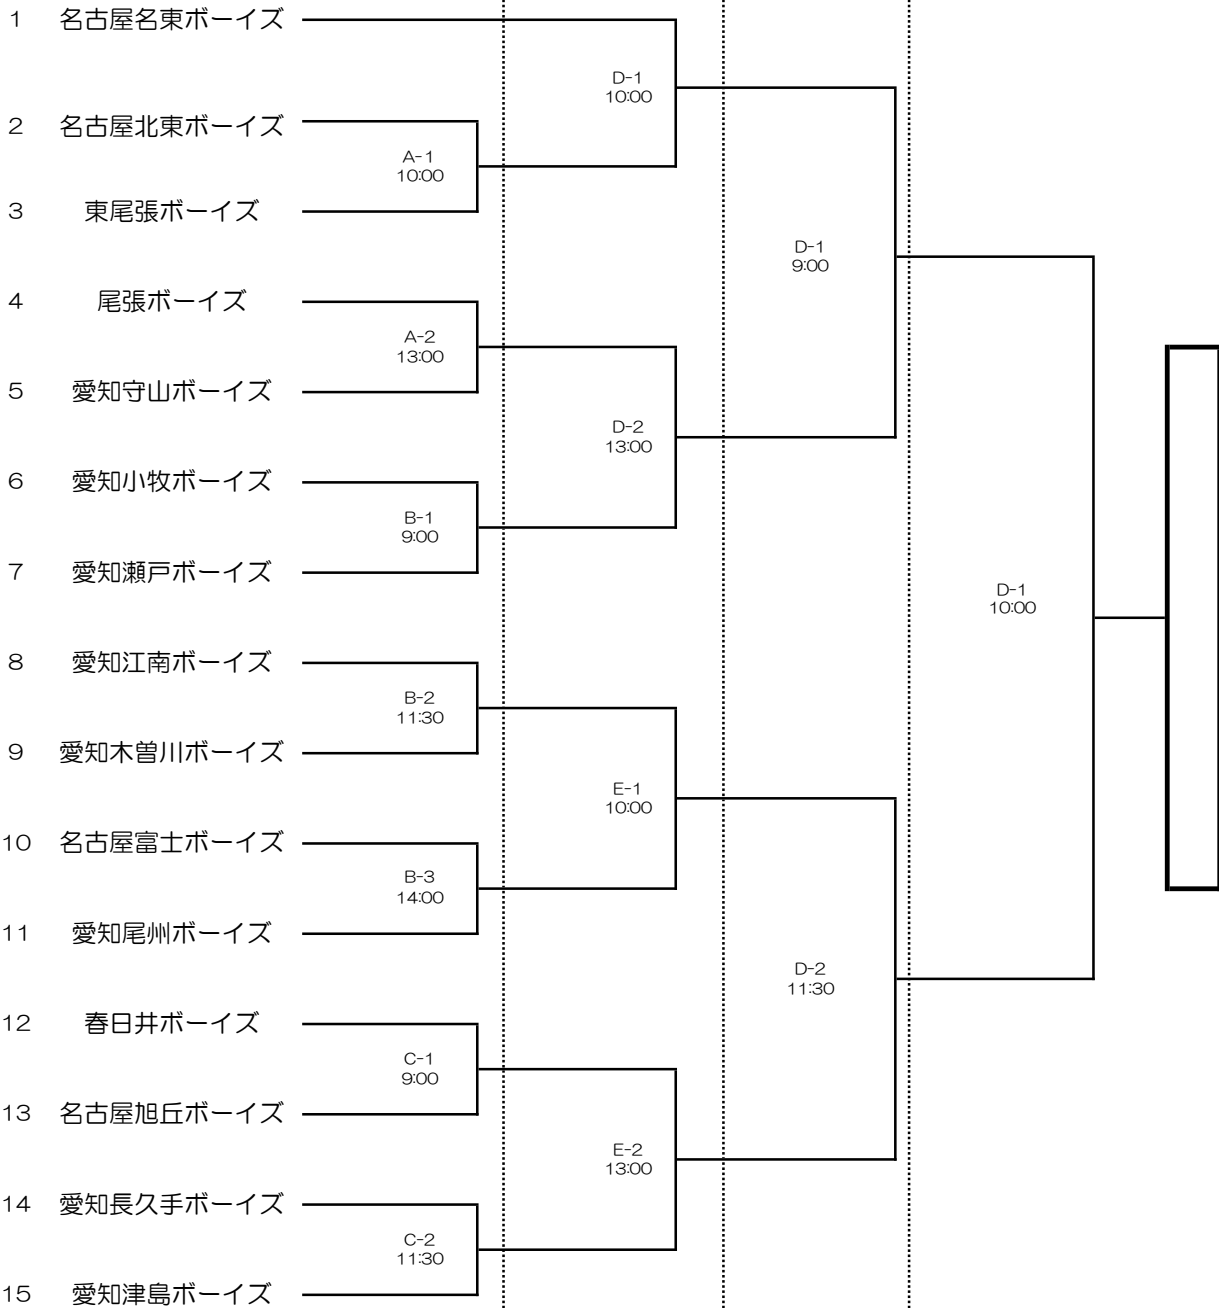 1 名古屋名東ボーイズ
D-1
10:00
2 名古屋北東ボーイズ
A-1
10:00
3 東尾張ボーイズ
D-1
9:00
4 尾張ボーイズ
A-2
13:00
5 愛知守山ボーイズ
D-2
13:00
6 愛知小牧ボーイズ
B-1
9:00
7 愛知瀬戸ボーイズ
D-1
10:00
8 愛知江南ボーイズ
B-2
11:30
9 愛知木曽川ボーイズ
E-1
10:00
10 名古屋富士ボーイズ
B-3
14:00
11 愛知尾州ボーイズ
D-2
11:30
12 春日井ボーイズ
C-1
9:00
13 名古屋旭丘ボーイズ
E-2
13:00
14 愛知長久手ボーイズ
C-2
11:30
15 愛知津島ボーイズ